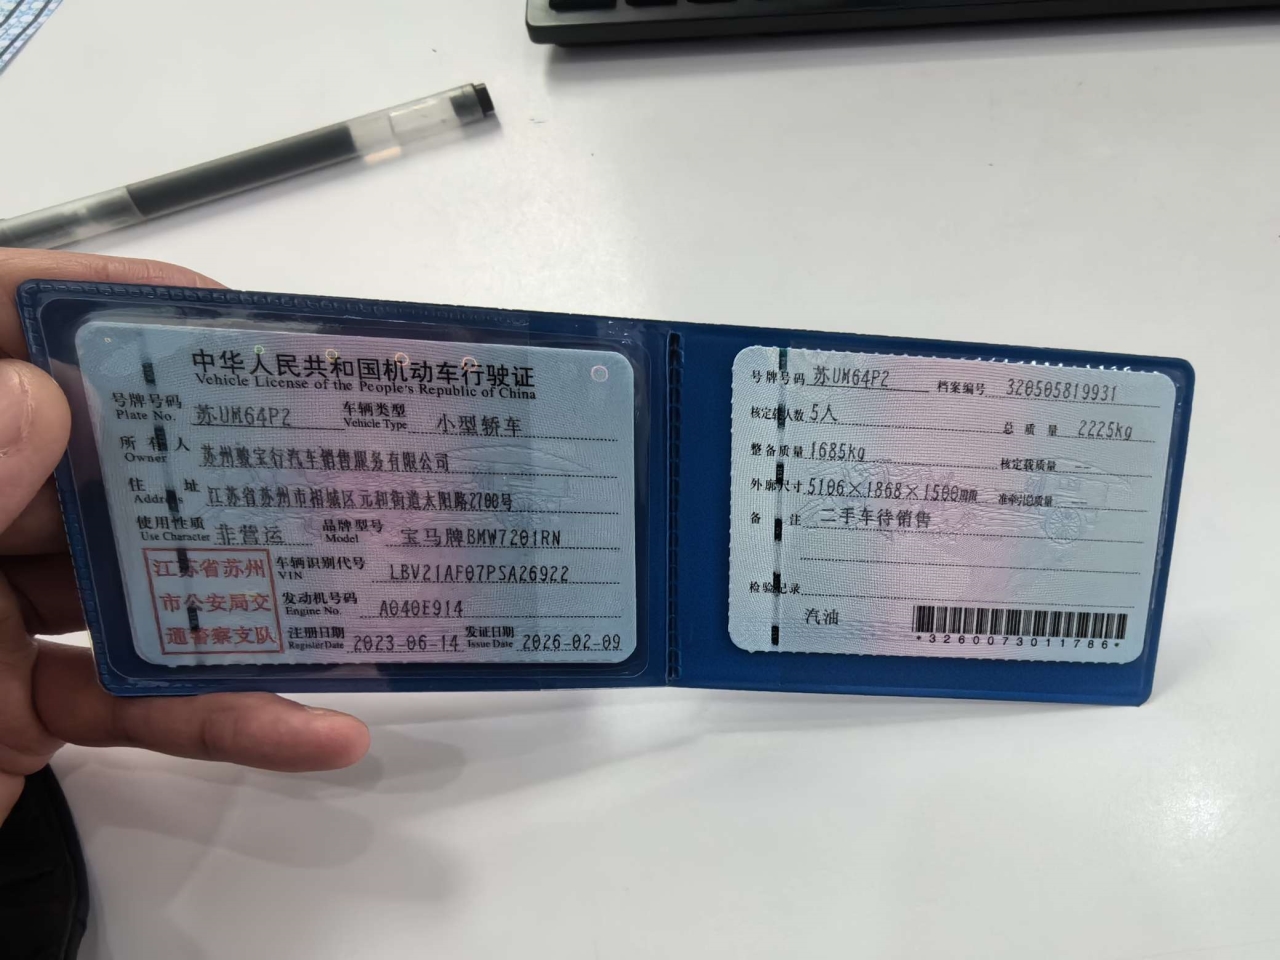 中华人民共和国机动车行驶证
Vehicle License of the People's Republic of China
号牌号码 苏UM64P2 车辆类型 小型轿车
Plate No. Vehicle Type
所有人 苏州骏宝行汽车销售服务有限公司
Owner
住址 江苏省苏州市相城区元和街道太阳路2700号
Address
使用性质 非营运 品牌型号 宝马牌BMW7201RN
Use Character Model
江苏省苏州
市公安局交
通警察支队
车辆识别代号 LBV21AF07PSA26922
VIN
发动机号码 A040E914
Engine No.
注册日期 2023-06-14 发证日期 2026-02-09
Register Date Issue Date
号牌号码 苏UM64P2 档案编号 320505819931
核定载人数 5人 总质量 2225kg
整备质量 1685kg 核定载质量 --
外廓尺寸 5106×1868×1500mm 准牵引总质量 --
备注 二手车待销售
检验记录
汽油
*3260073011786*